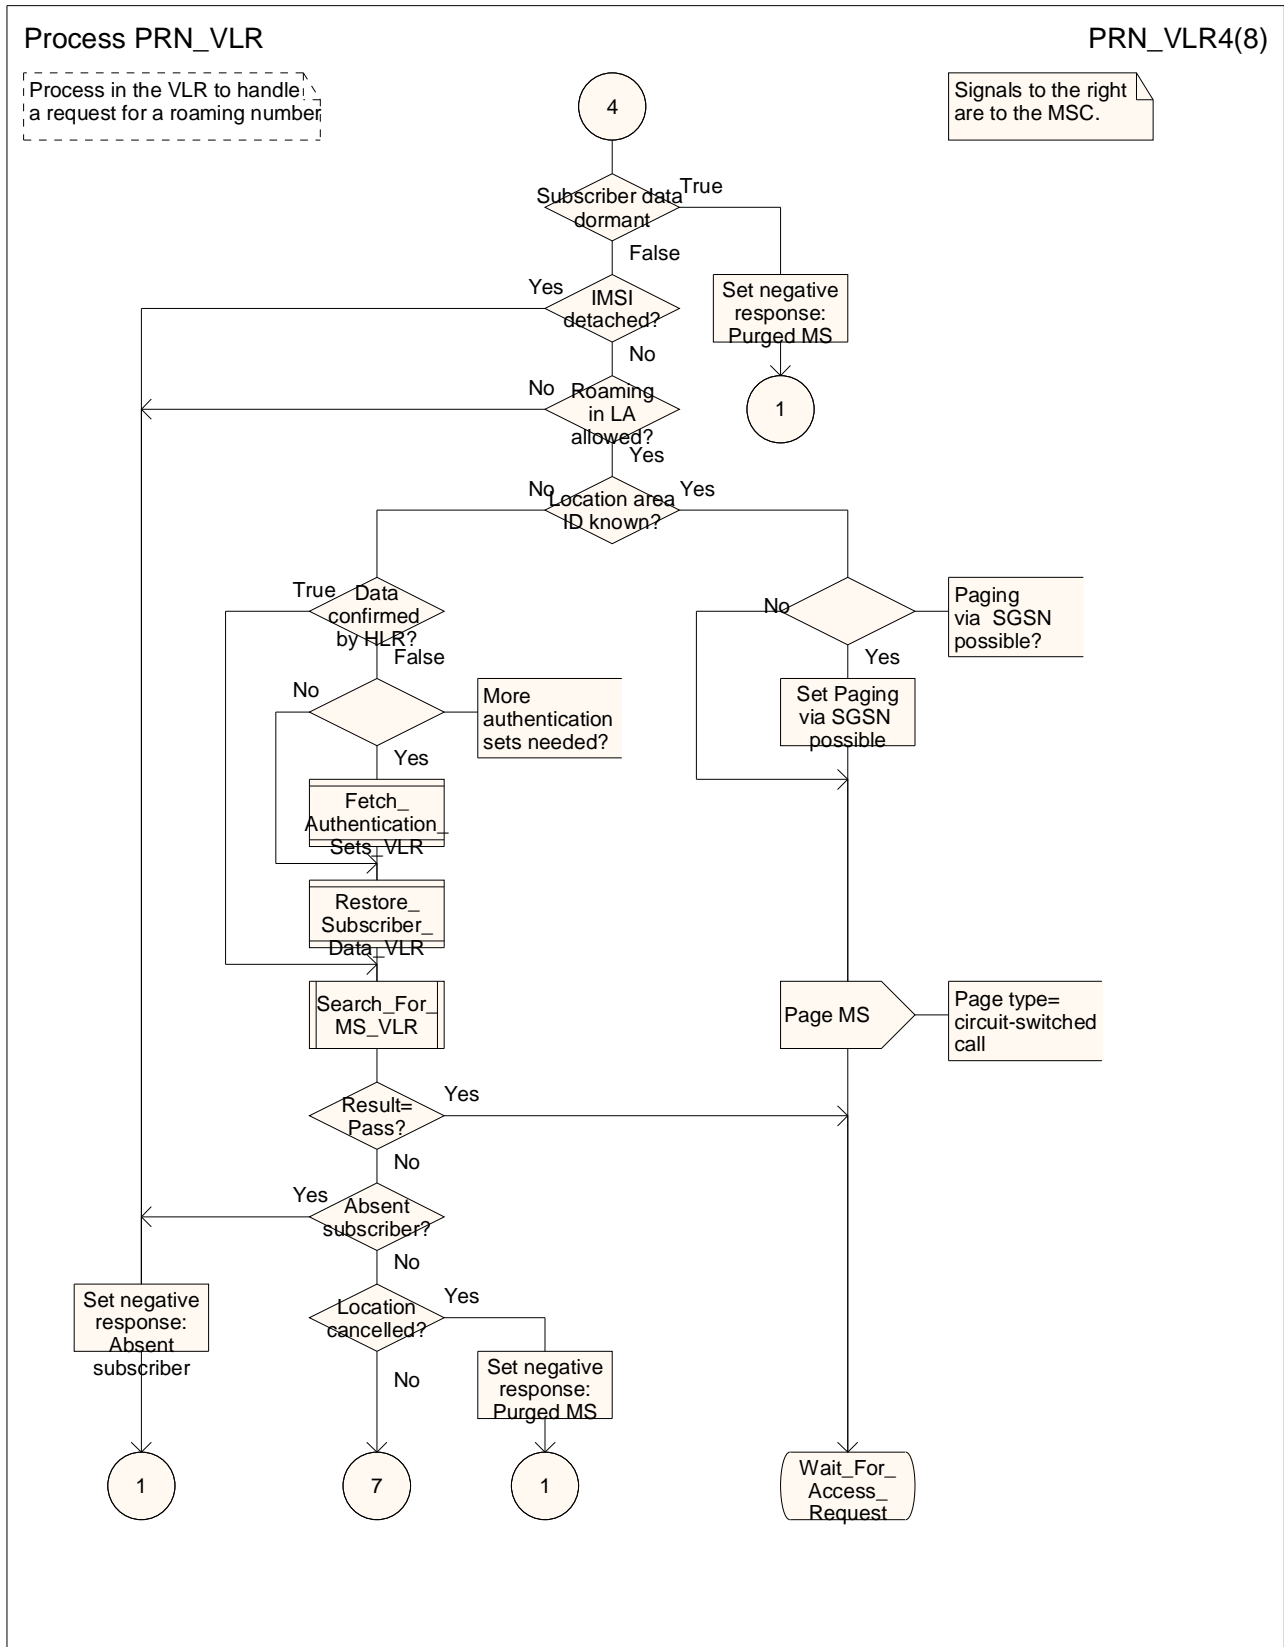 Process PRN_VLR
PRN_VLR4(8)
Process in the VLR to handle
a request for a roaming number
4
Signals to the right
are to the MSC.
Subscriber data
dormant
True
False
Yes
IMSI
detached?
Set negative
response:
Purged MS
No
1
No
Roaming
in LA
allowed?
Yes
No
Location area
ID known?
Yes
True
Data
confirmed
by HLR?
False
No
Paging
via SGSN
possible?
Yes
No
More
authentication
sets needed?
Set Paging
via SGSN
possible
Yes
Fetch_
Authentication_
Sets_VLR
Restore_
Subscriber_
Data_VLR
Search_For_
MS_VLR
Page MS
Page type=
circuit-switched
call
Result=
Pass?
Yes
No
Yes
Absent
subscriber?
No
Set negative
response:
Absent
subscriber
Location
cancelled?
Yes
No
Set negative
response:
Purged MS
1
7
1
Wait_For_
Access_
Request